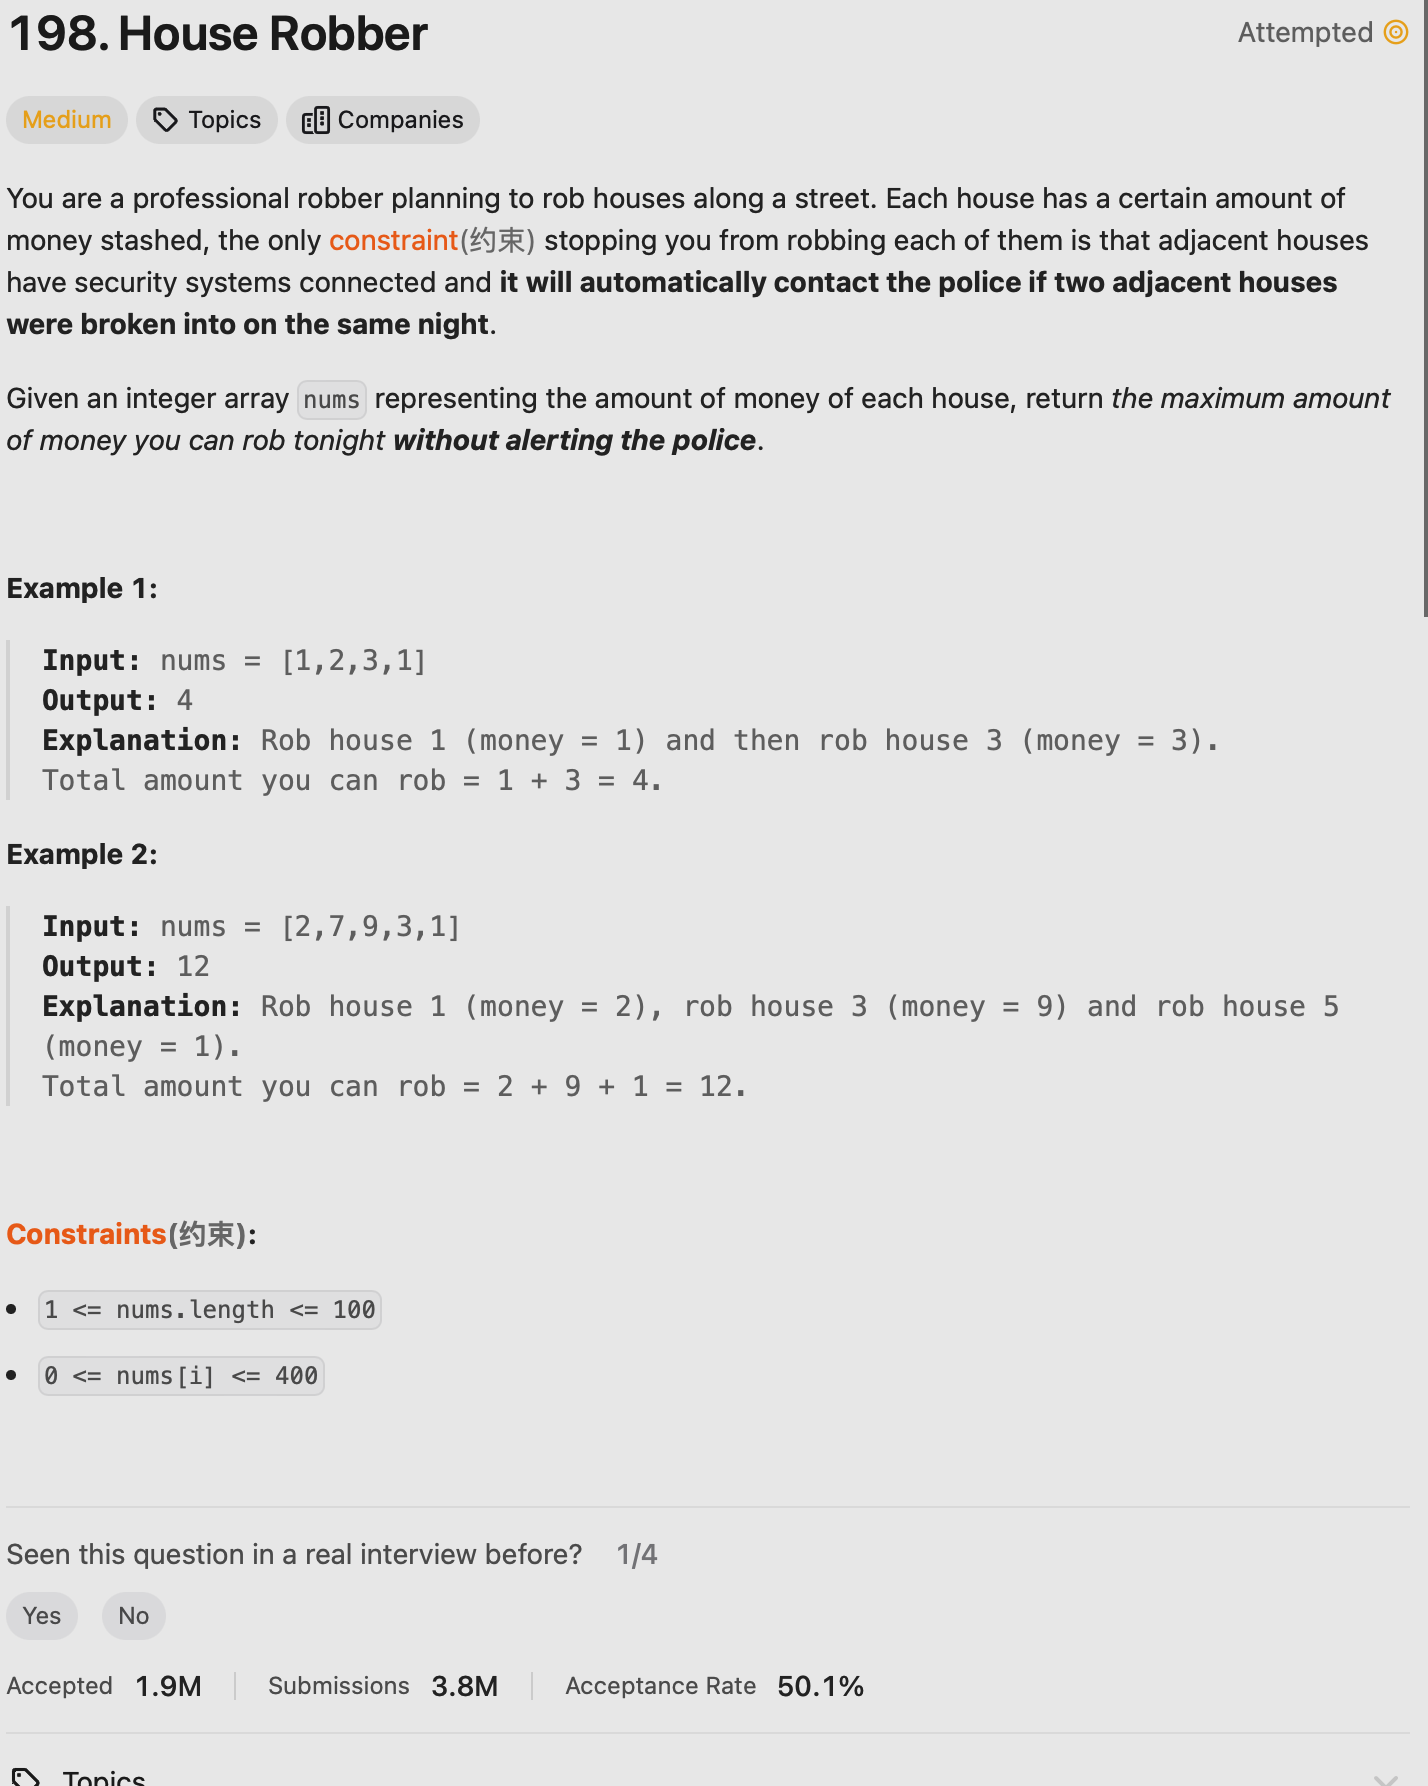 198. House Robber
Attempted
Medium
Topics
Companies
You are a professional robber planning to rob houses along a street. Each house has a certain amount of
money stashed, the only constraint(约束) stopping you from robbing each of them is that adjacent houses
have security systems connected and it will automatically contact the police if two adjacent houses
were broken into on the same night.
Given an integer array nums representing the amount of money of each house, return the maximum amount
of money you can rob tonight without alerting the police.
Example 1:
Input: nums = [1,2,3,1]
Output: 4
Explanation: Rob house 1 (money = 1) and then rob house 3 (money = 3).
Total amount you can rob = 1 + 3 = 4.
Example 2:
Input: nums = [2,7,9,3,1]
Output: 12
Explanation: Rob house 1 (money = 2), rob house 3 (money = 9) and rob house 5
(money = 1).
Total amount you can rob = 2 + 9 + 1 = 12.
Constraints(约束):
1 <= nums.length <= 100
0 <= nums[i] <= 400
Seen this question in a real interview before? 1/4
Yes
No
Accepted 1.9M
Submissions 3.8M
Acceptance Rate 50.1%
Topics